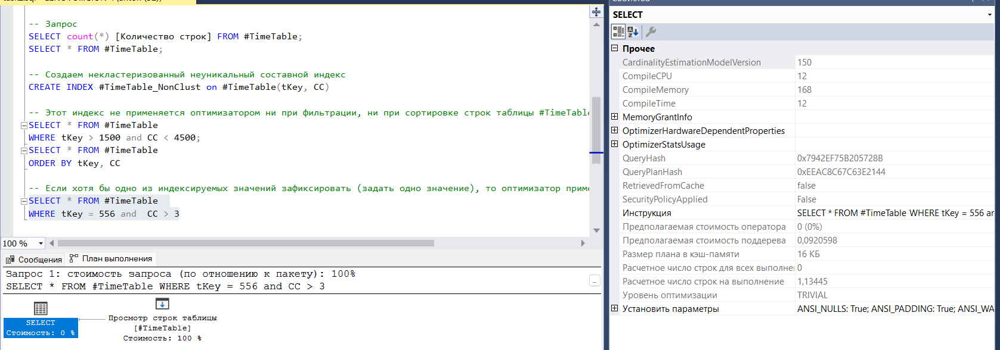 -- Запрос
SELECT count(*) [Количество строк] FROM #TimeTable;
SELECT * FROM #TimeTable;
-- Создаем некластеризованный неуникальный составной индекс
CREATE INDEX #TimeTable_NonClust on #TimeTable(tKey, CC)
-- Этот индекс не применяется оптимизатором ни при фильтрации, ни при сортировке строк таблицы #TimeTable
SELECT * FROM #TimeTable
WHERE tKey > 1500 and CC < 4500;
SELECT * FROM #TimeTable
ORDER BY tKey, CC
-- Если хотя бы одно из индексируемых значений зафиксировать (задать одно значение), то оптимизатор приме
SELECT * FROM #TimeTable
WHERE tKey = 556 and CC > 3
100 %
Сообщения План выполнения
Запрос 1: стоимость запроса (по отношению к пакету): 100%
SELECT * FROM #TimeTable WHERE tKey = 556 and CC > 3
SELECT
Стоимость: 0 %
Просмотр строк таблицы
[#TimeTable]
Стоимость: 100 %
SELECT
Прочее
CardinalityEstimationModelVersion 150
CompileCPU 12
CompileMemory 168
CompileTime 12
MemoryGrantInfo
OptimizerHardwareDependentProperties
OptimizerStatsUsage
QueryHash 0x7942EF75B205728B
QueryPlanHash 0xEEAC8C67C63E2144
RetrievedFromCache false
SecurityPolicyApplied False
Инструкция SELECT * FROM #TimeTable WHERE tKey = 556 ar
Предполагаемая стоимость оператора 0 (0%)
Предполагаемая стоимость поддерева 0,0920598
Размер плана в кэш-памяти 16 КБ
Расчетное число строк для всех выполне 0
Расчетное число строк на выполнение 1,13445
Уровень оптимизации TRIVIAL
Установить параметры ANSI_NULLS: True; ANSI_PADDING: True; ANSI_WA